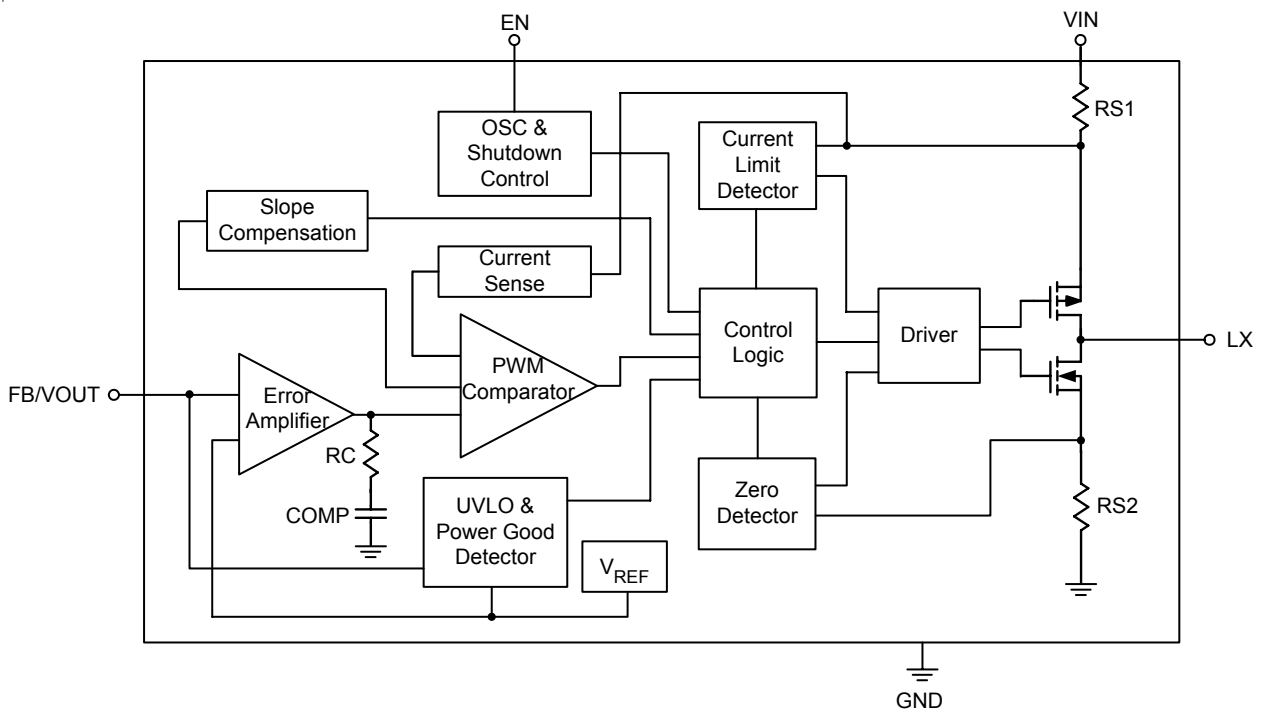 EN
VIN
RS1
OSC &
Shutdown
Control
Current
Limit
Detector
Slope
Compensation
Current
Sense
Control
Logic
Driver
LX
PWM
Comparator
FB/VOUT
Error
Amplifier
RC
COMP
UVLO &
Power Good
Detector
VREF
Zero
Detector
RS2
GND